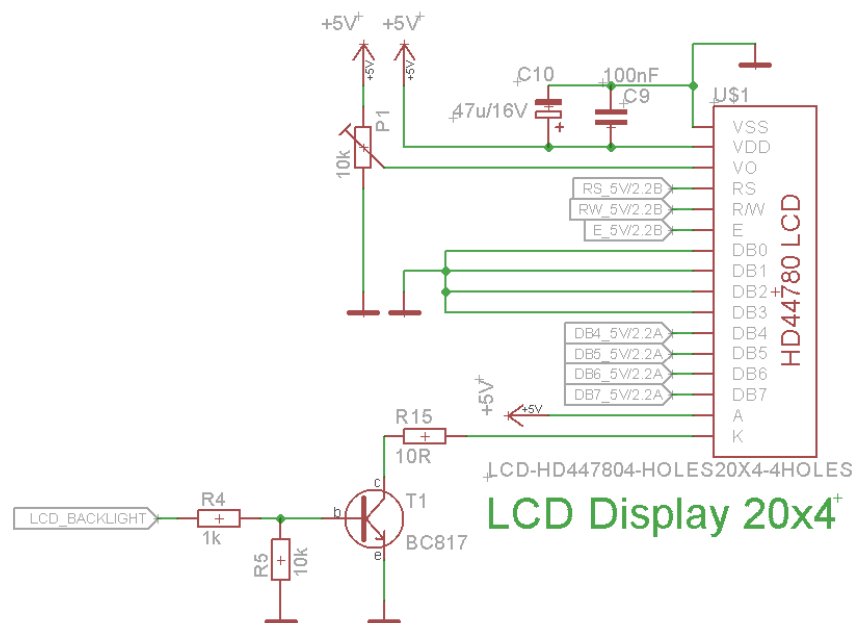 +5V +5V
+5V +5V
C10 100nF
C9
47u/16V
+
U$1
P1
10k
VSS
VDD
VO
RS_5V/2.2B RS
RW_5V/2.2B R/W
E_5V/2.2B E
DB0
DB1
DB2
DB3
DB4_5V/2.2A DB4
DB5_5V/2.2A DB5
DB6_5V/2.2A DB6
DB7_5V/2.2A DB7
HD44780 LCD
+5V +5V A
K
R15
10R
LCD-HD447804-HOLES20X4-4HOLES
LCD Display 20x4
LCD_BACKLIGHT
R4
1k
R5
10k
b
c
e
T1
BC817